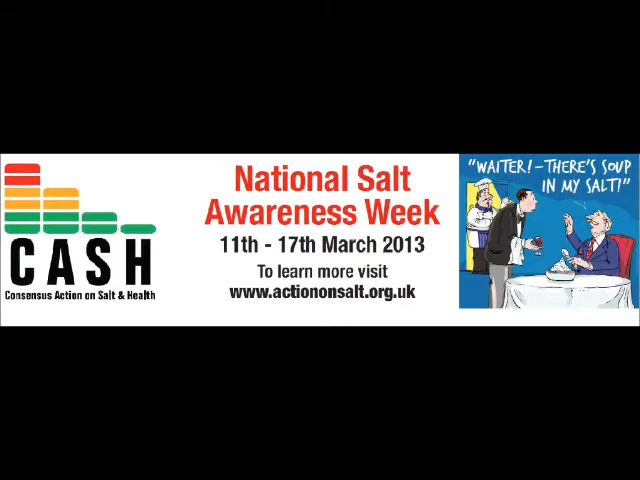 CASH
Consensus Action on Salt & Health
National Salt
Awareness Week
11th - 17th March 2013
To learn more visit
www.actiononsalt.org.uk
"WAITER!-THERE'S SOUP
IN MY SALT!"